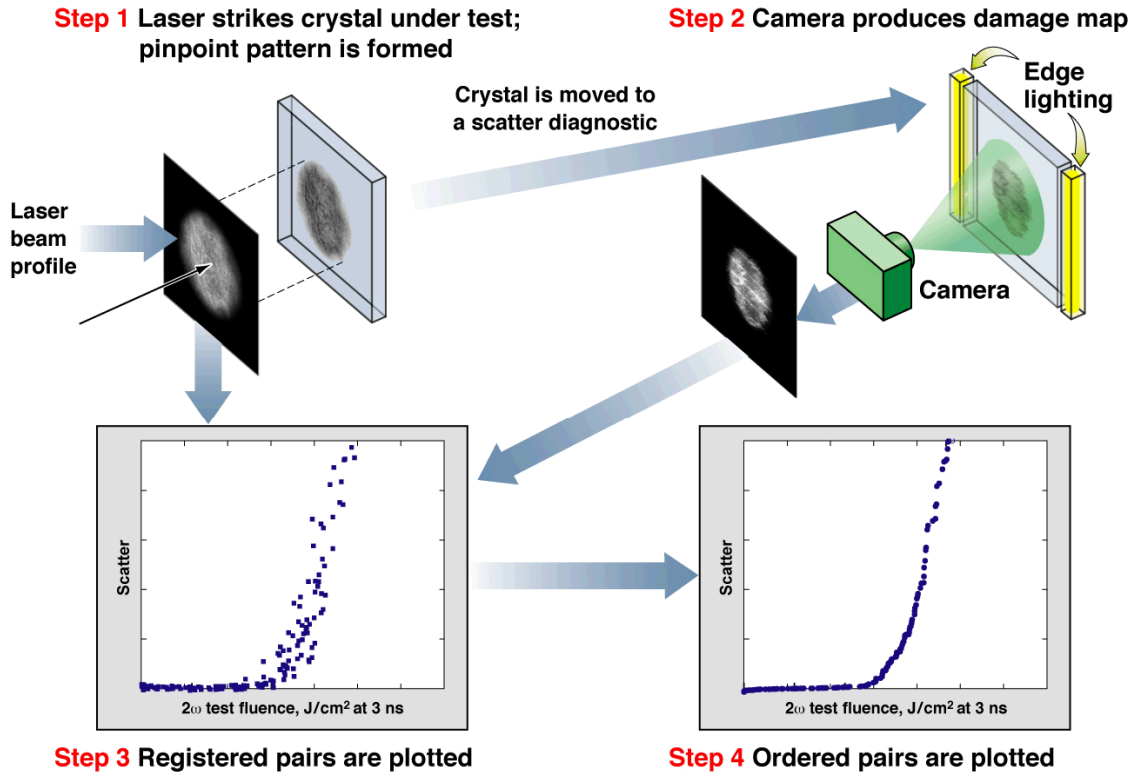 Step 1 Laser strikes crystal under test;
pinpoint pattern is formed
Step 2 Camera produces damage map
Crystal is moved to
a scatter diagnostic
Edge
lighting
Laser
beam
profile
Camera
Scatter
2ω test fluence, J/cm² at 3 ns
Step 3 Registered pairs are plotted
Scatter
2ω test fluence, J/cm² at 3 ns
Step 4 Ordered pairs are plotted